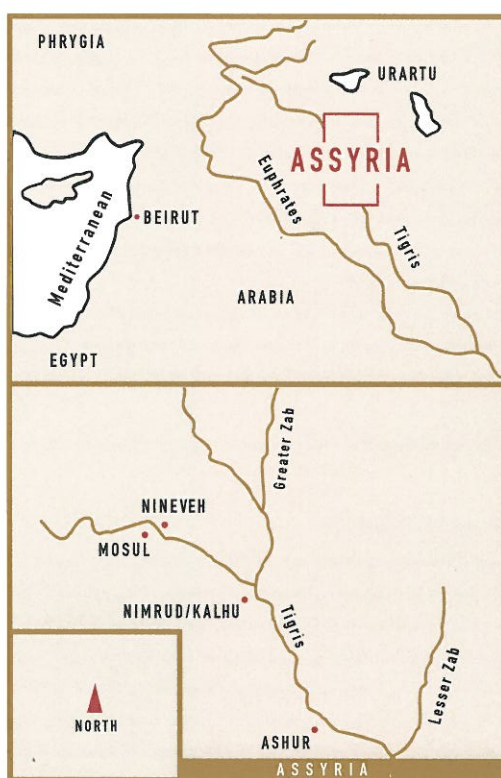 PHRYGIA
URARTU
ASSYRIA
Euphrates
Mediterranean
BEIRUT
Tigris
ARABIA
EGYPT
Greater Zab
NINEVEH
MOSUL
NIMRUD/KALHU
Tigris
Lesser Zab
NORTH
ASHUR
ASSYRIA